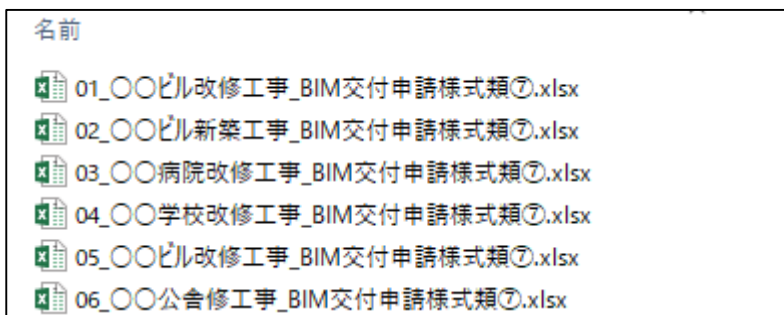 名前
01_〇〇ビル改修工事_BIM交付申請様式類⑦.xlsx
02_〇〇ビル新築工事_BIM交付申請様式類⑦.xlsx
03_〇〇病院改修工事_BIM交付申請様式類⑦.xlsx
04_〇〇学校改修工事_BIM交付申請様式類⑦.xlsx
05_〇〇ビル改修工事_BIM交付申請様式類⑦.xlsx
06_〇〇公舎修工事_BIM交付申請様式類⑦.xlsx